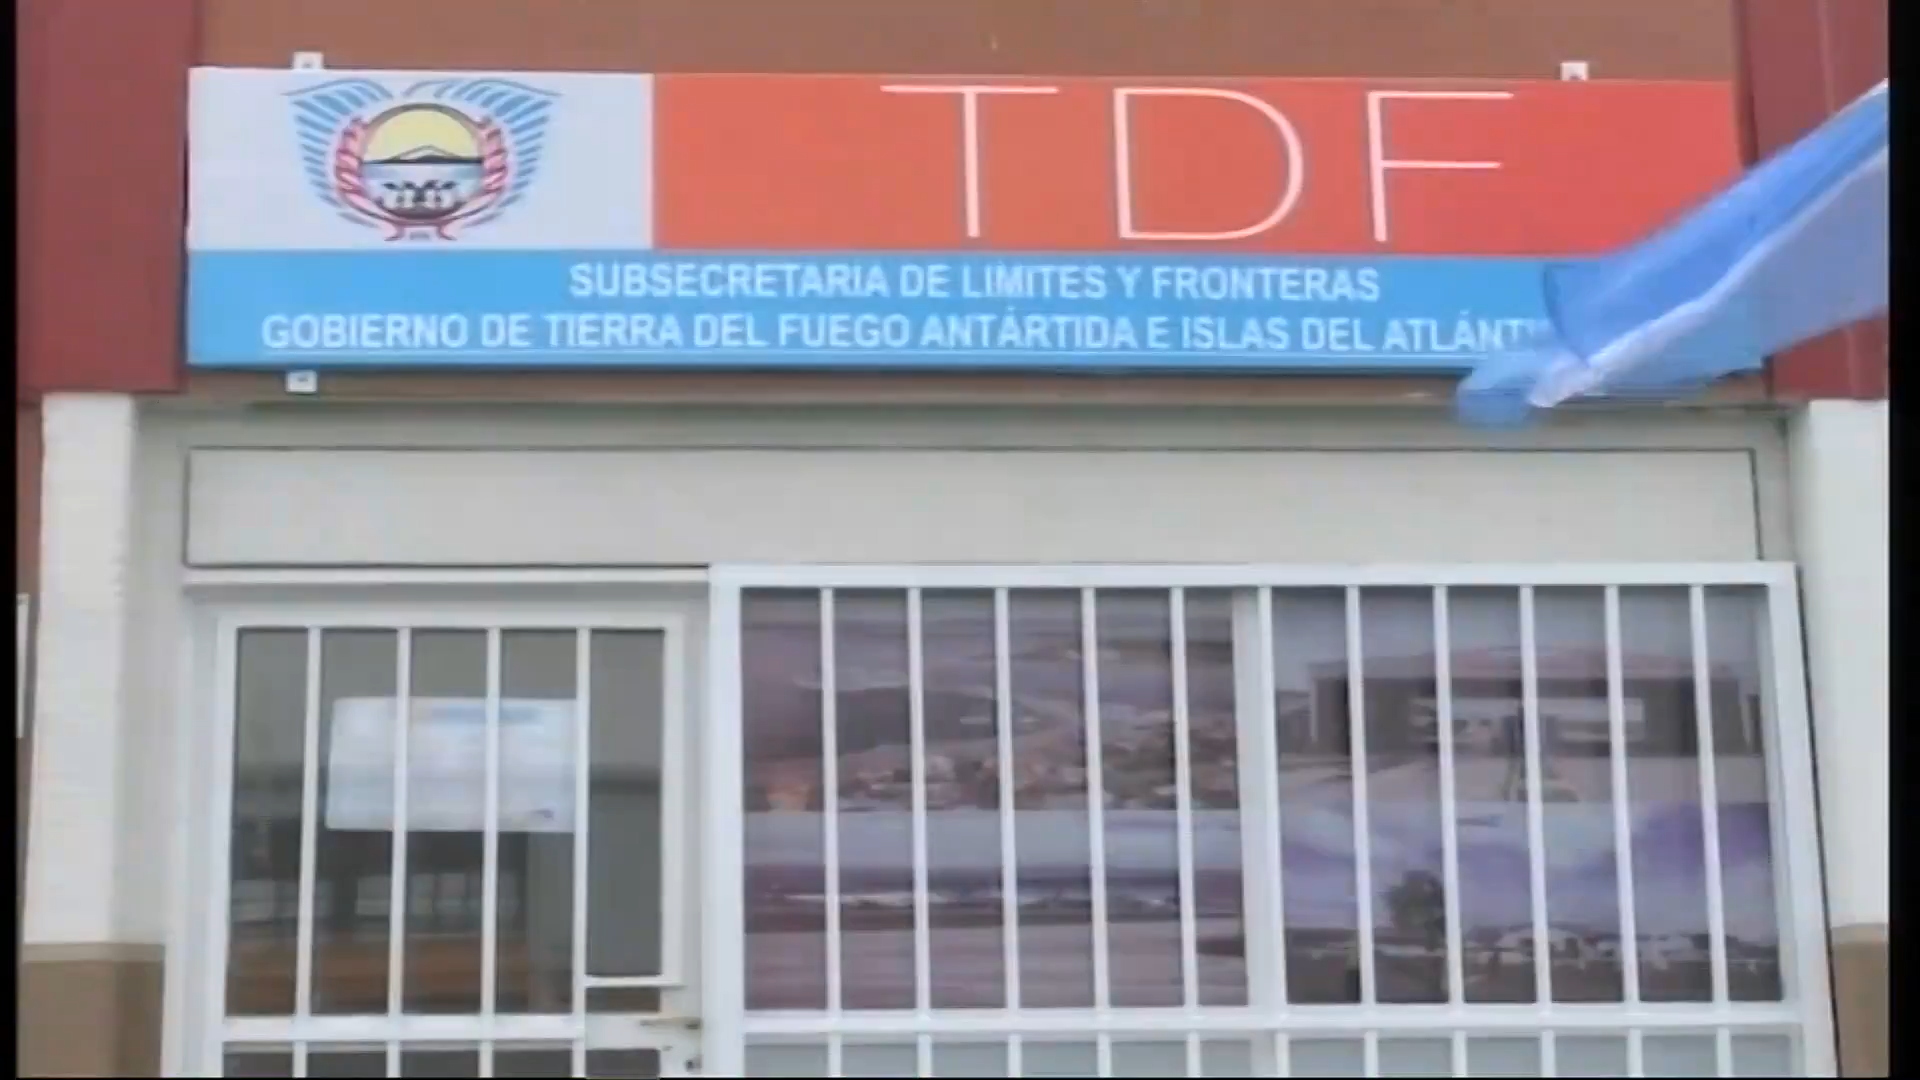 TDF
SUBSECRETARIA DE LIMITES Y FRONTERAS
GOBIERNO DE TIERRA DEL FUEGO ANTÁRTIDA E ISLAS DEL